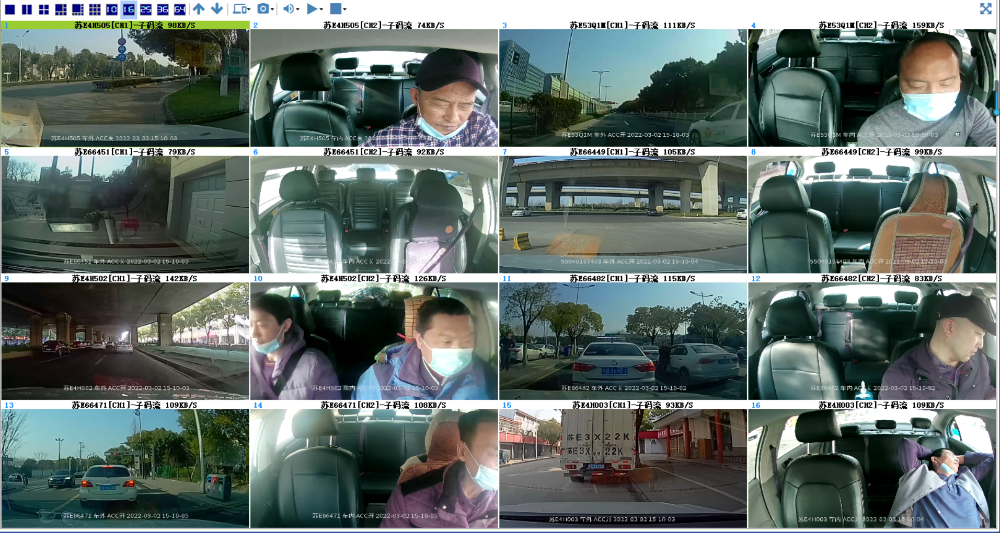 10 16 25 36 64
1 苏E4H505[CH1]-子码流 98KB/S
2 苏E4H505[CH2]-子码流 74KB/S
3 苏E53Q1M[CH1]-子码流 111KB/S
4 苏E53Q1M[CH2]-子码流 159KB/S
苏E4H505 车外 ACC关 2022-03-02 15-10-03
苏E4H505 车内 ACC关
苏E53Q1M 车外 ACC开 2022-03-02 15-10-03
苏E53Q1M 车内 ACC开 2022-03-02 15-10-03
5 苏E66451[CH1]-子码流 79KB/S
6 苏E66451[CH2]-子码流 92KB/S
7 苏E66449[CH1]-子码流 105KB/S
8 苏E66449[CH2]-子码流 99KB/S
苏E66451 车外 ACC关 2022-03-02 15-10-03
车内 ACC关 2022-03-0
55049157403 车外 ACC开 2022-03-02 15-10-04
55049157403 车内 ACC开 2022-03-02 15-10-03
9 苏E4H502[CH1]-子码流 142KB/S
10 苏E4H502[CH2]-子码流 126KB/S
11 苏E66482[CH1]-子码流 115KB/S
12 苏E66482[CH2]-子码流 83KB/S
苏E4H502 车外 ACC开 2022-03-02 15-10-03
苏E4H502 车内 ACC开 2022-03-02 15-10-03
苏E66482 车外 ACC关 2022-03-02 15-10-02
苏E66482 车内 ACC关 2022-03-02 15-10-02
13 苏E66471[CH1]-子码流 109KB/S
14 苏E66471[CH2]-子码流 108KB/S
15 苏E4H003[CH1]-子码流 93KB/S
16 苏E4H003[CH2]-子码流 109KB/S
苏E3X22K
苏E66471 车外 ACC开 2022-03-02 15-10-05
苏E66471 车内 ACC开 2022-03-02 15-10-05
苏E4H003 车外 ACC开 2022-03-02 15-10-03
苏E4H003 车内 ACC开 2022-03-02 15-10-04